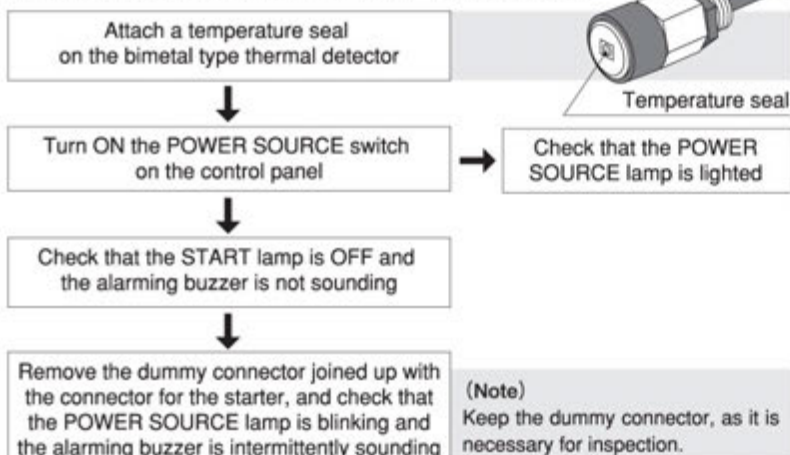 Attach a temperature seal
on the bimetal type thermal detector
Temperature seal
Turn ON the POWER SOURCE switch
on the control panel
Check that the POWER
SOURCE lamp is lighted
Check that the START lamp is OFF and
the alarming buzzer is not sounding
Remove the dummy connector joined up with
the connector for the starter, and check that
the POWER SOURCE lamp is blinking and
the alarming buzzer is intermittently sounding
(Note)
Keep the dummy connector, as it is
necessary for inspection.